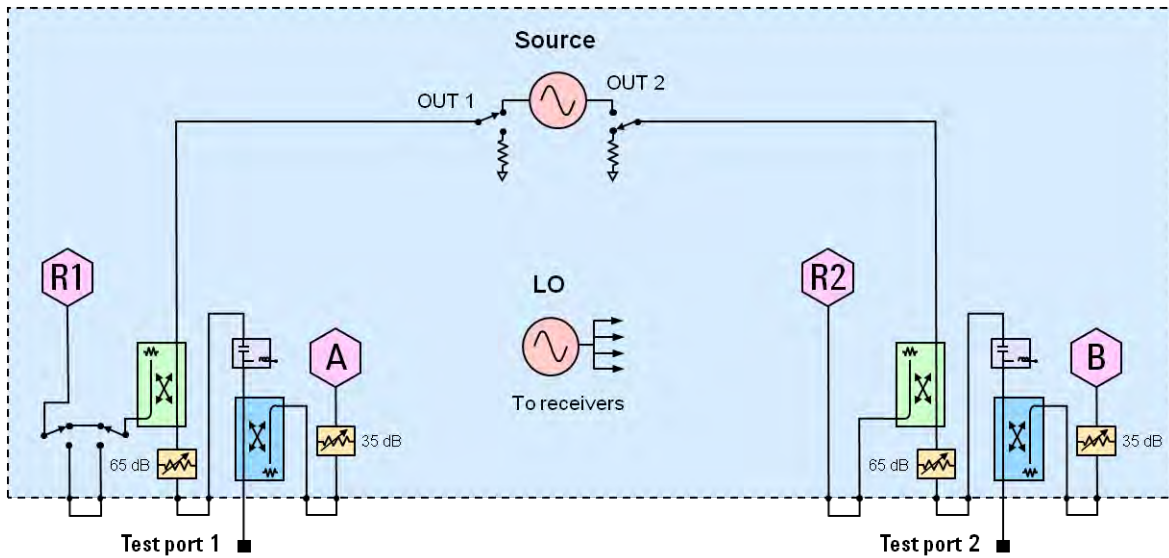 Source
OUT 1
OUT 2
R1
LO
R2
A
B
To receivers
65 dB
35 dB
65 dB
35 dB
Test port 1
Test port 2